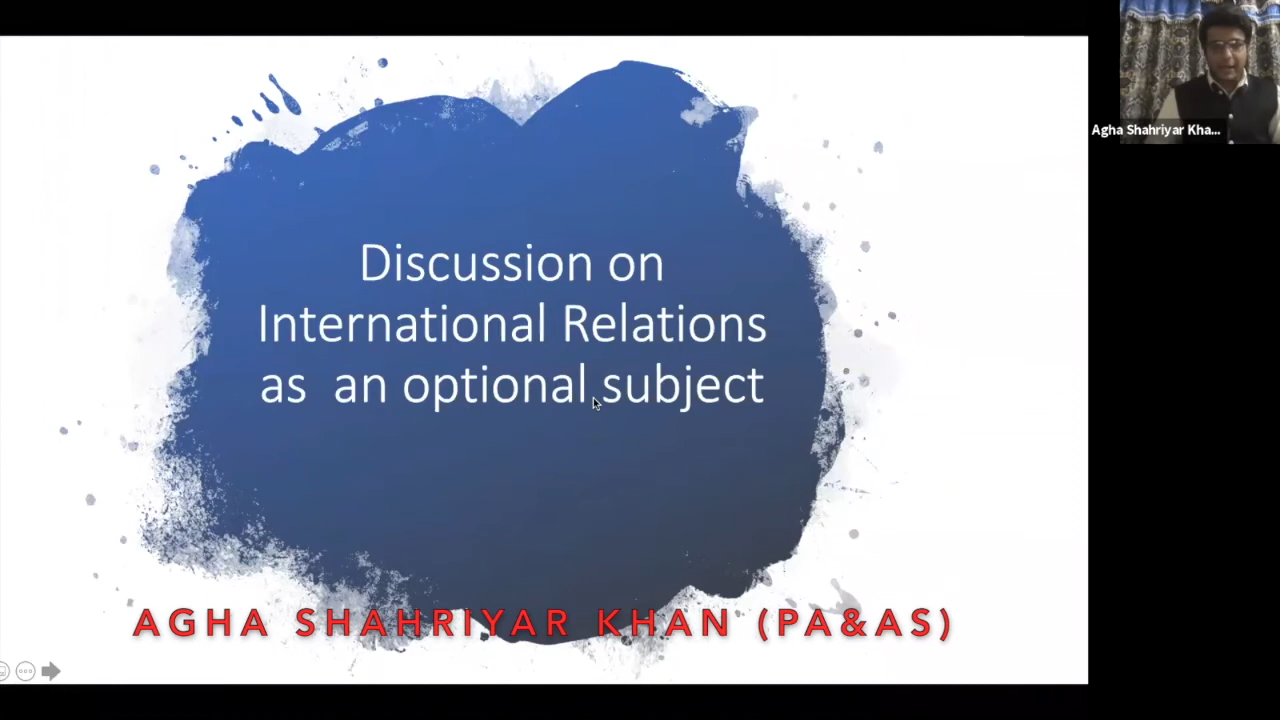 Discussion on
International Relations
as an optional subject
AGHA SHAHRIYAR KHAN (PA&AS)
Agha Shahriyar Kha...